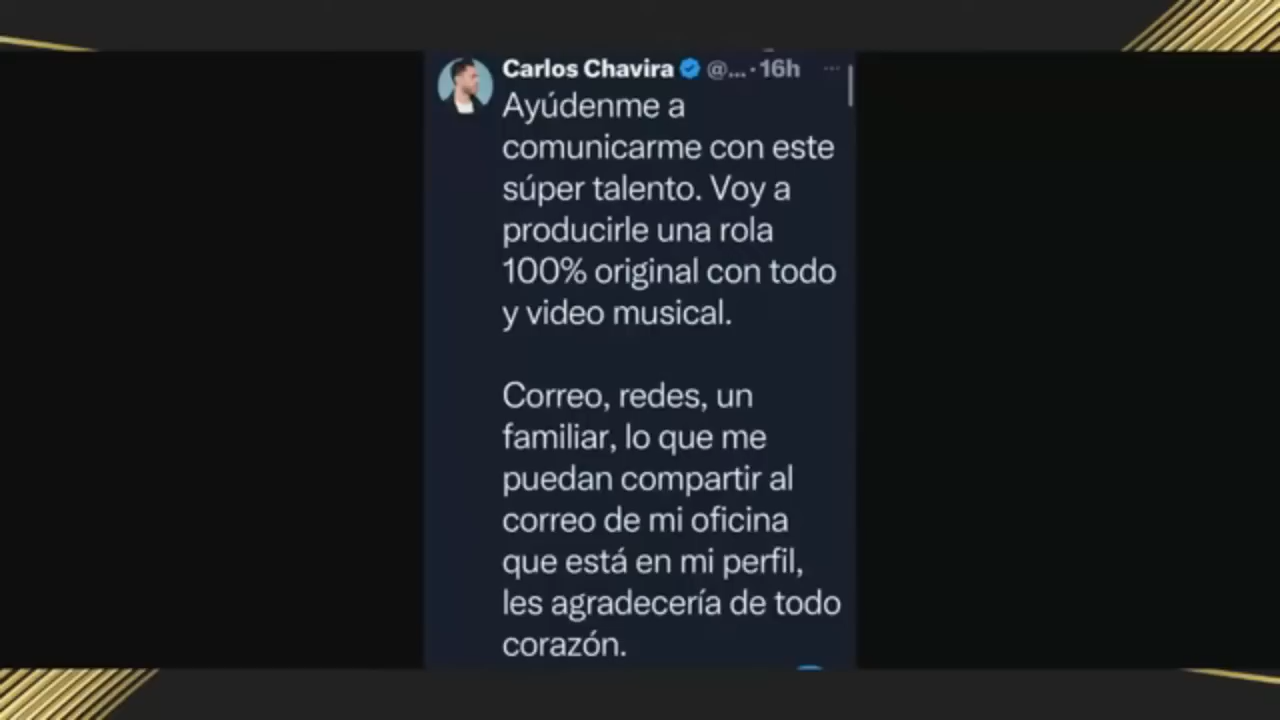 Carlos Chavira @... · 16h ...
Ayúdenme a
comunicarme con este
súper talento. Voy a
producirle una rola
100% original con todo
y video musical.
Correo, redes, un
familiar, lo que me
puedan compartir al
correo de mi oficina
que está en mi perfil,
les agradecería de todo
corazón.